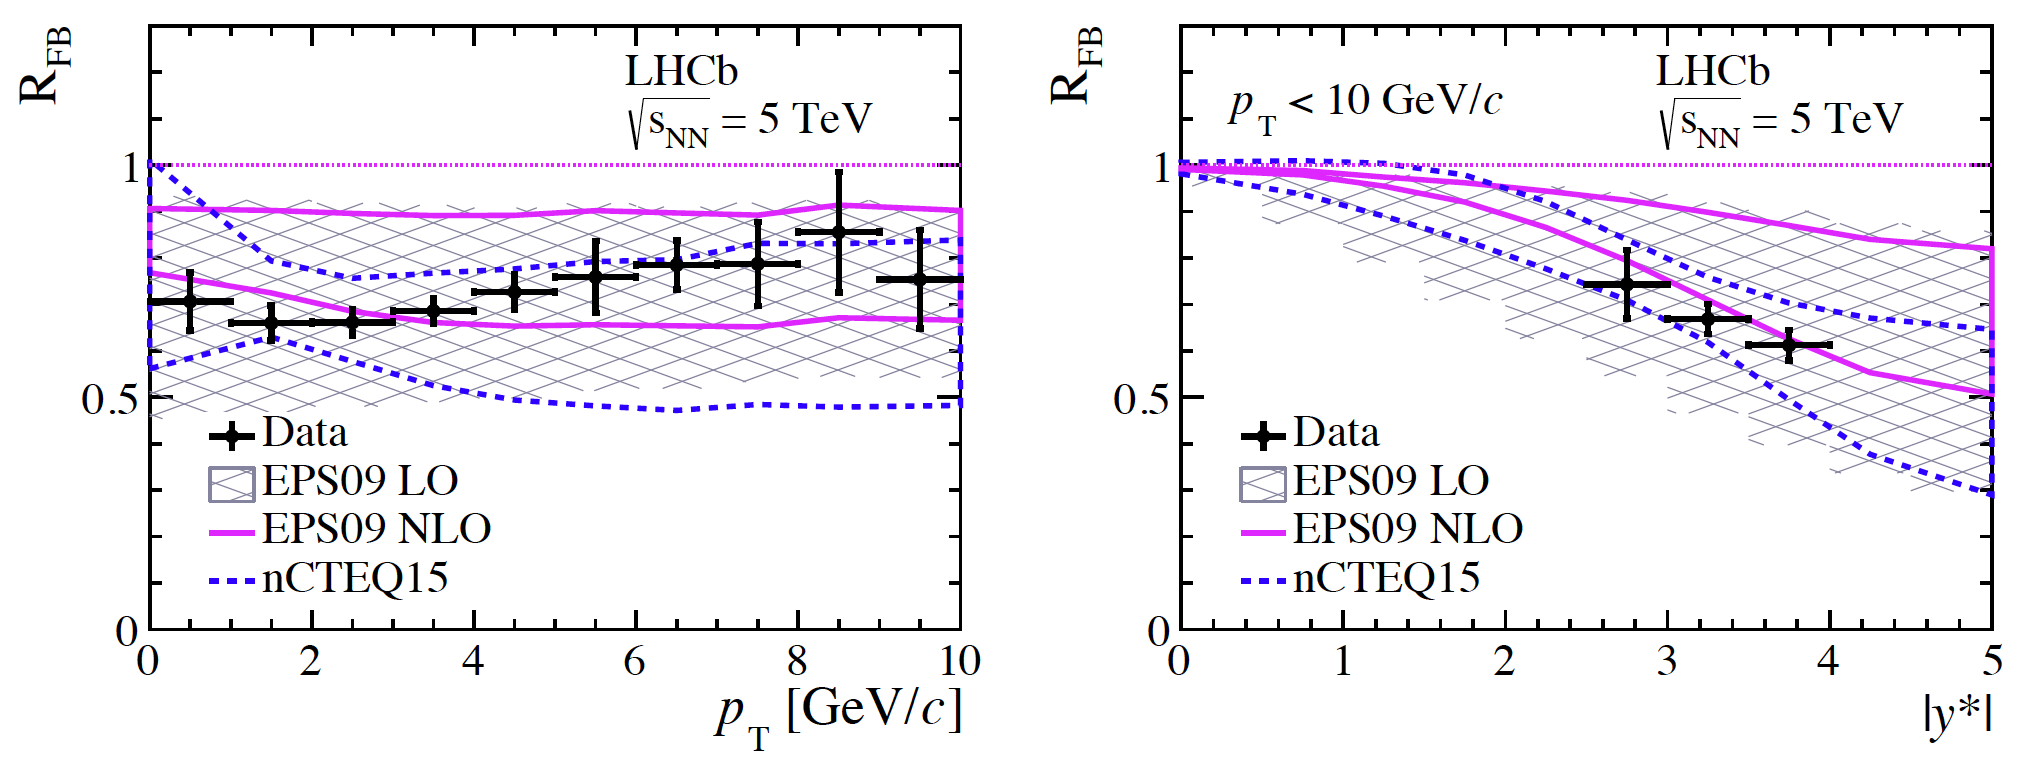 R_FB
LHCb
√s_NN = 5 TeV
1
0.5
0
Data
EPS09 LO
EPS09 NLO
nCTEQ15
0 2 4 6 8 10
p_T [GeV/c]
R_FB
p_T < 10 GeV/c
LHCb
√s_NN = 5 TeV
1
0.5
0
Data
EPS09 LO
EPS09 NLO
nCTEQ15
0 1 2 3 4 5
|y*|